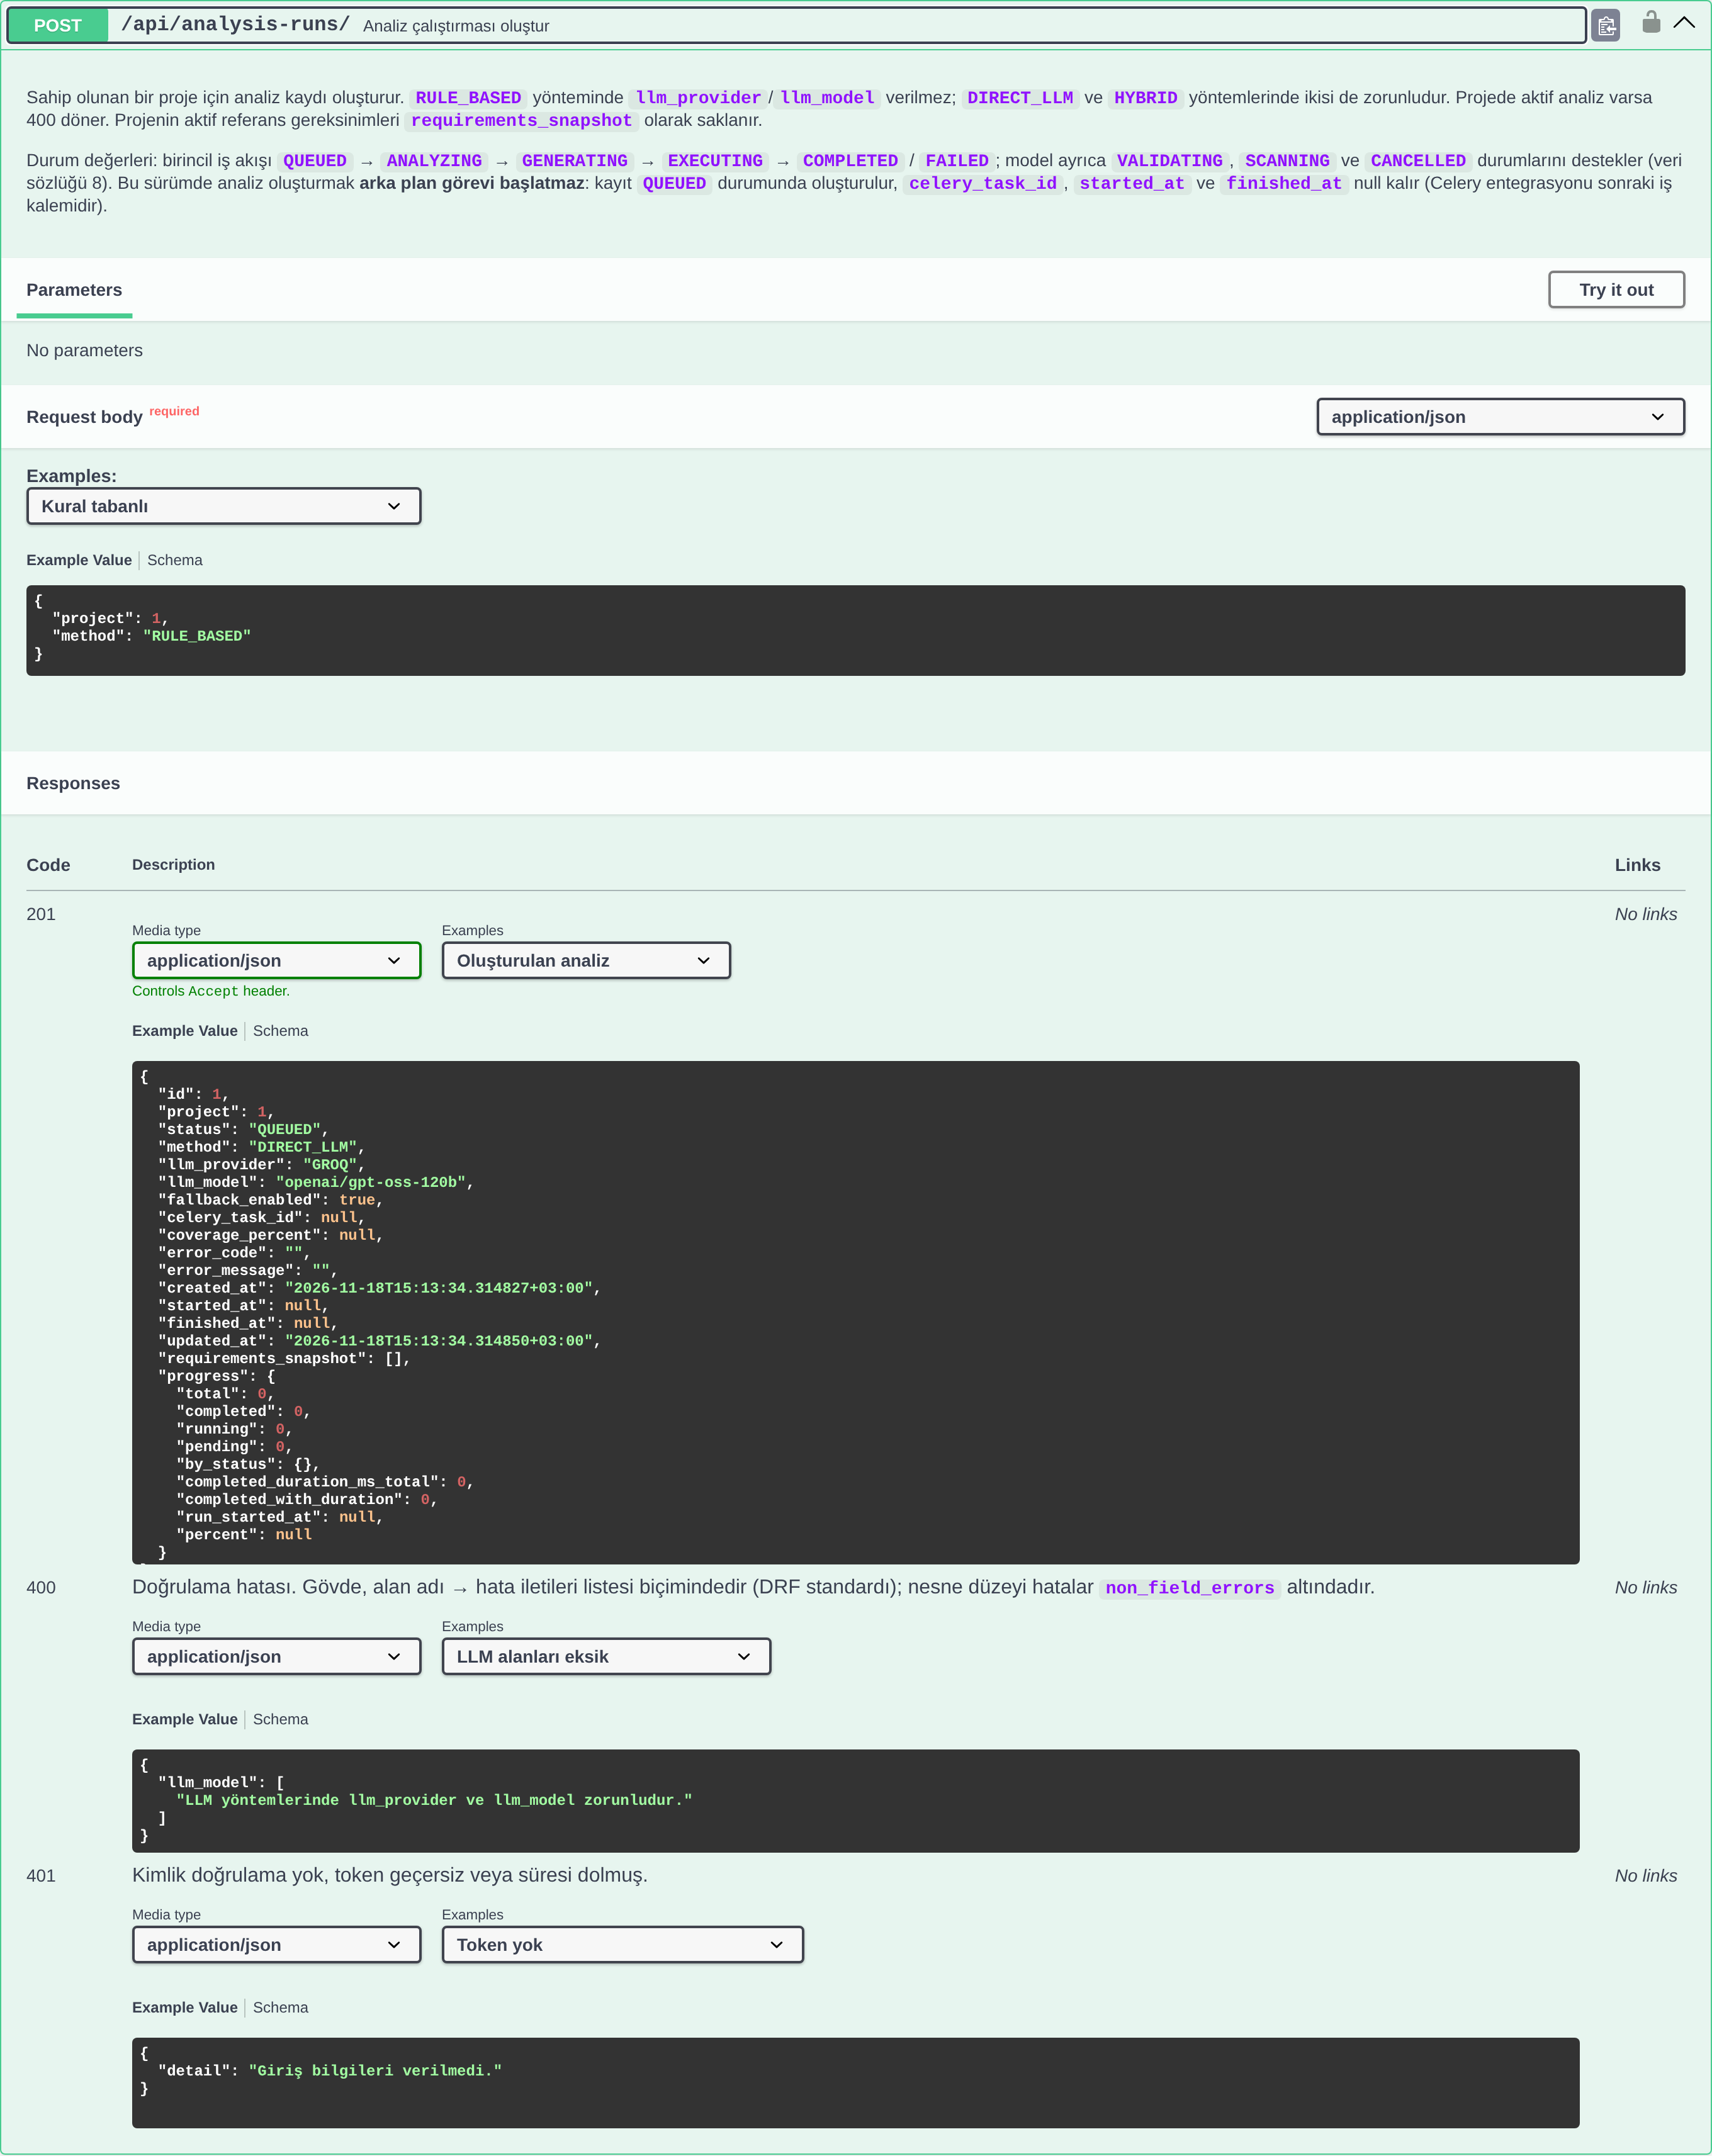 POST /api/analysis-runs/ Analiz çalıştırması oluştur
Sahip olunan bir proje için analiz kaydı oluşturur. RULE_BASED yönteminde llm_provider / llm_model verilmez; DIRECT_LLM ve HYBRID yöntemlerinde ikisi de zorunludur. Projede aktif analiz varsa
400 döner. Projenin aktif referans gereksinimleri requirements_snapshot olarak saklanır.
Durum değerleri: birincil iş akışı QUEUED → ANALYZING → GENERATING → EXECUTING → COMPLETED / FAILED ; model ayrıca VALIDATING , SCANNING ve CANCELLED durumlarını destekler (veri
sözlüğü 8). Bu sürümde analiz oluşturmak arka plan görevi başlatmaz: kayıt QUEUED durumunda oluşturulur, celery_task_id , started_at ve finished_at null kalır (Celery entegrasyonu sonraki iş
kalemidir).
Parameters
Try it out
No parameters
Request body required
application/json
Examples:
Kural tabanlı
Example Value Schema
{
  "project": 1,
  "method": "RULE_BASED"
}
Responses
Code Description Links
201 No links
Media type Examples
application/json Oluşturulan analiz
Controls Accept header.
Example Value Schema
{
  "id": 1,
  "project": 1,
  "status": "QUEUED",
  "method": "DIRECT_LLM",
  "llm_provider": "GROQ",
  "llm_model": "openai/gpt-oss-120b",
  "fallback_enabled": true,
  "celery_task_id": null,
  "coverage_percent": null,
  "error_code": "",
  "error_message": "",
  "created_at": "2026-11-18T15:13:34.314827+03:00",
  "started_at": null,
  "finished_at": null,
  "updated_at": "2026-11-18T15:13:34.314850+03:00",
  "requirements_snapshot": [],
  "progress": {
    "total": 0,
    "completed": 0,
    "running": 0,
    "pending": 0,
    "by_status": {},
    "completed_duration_ms_total": 0,
    "completed_with_duration": 0,
    "run_started_at": null,
    "percent": null
  }
400 Doğrulama hatası. Gövde, alan adı → hata iletileri listesi biçimindedir (DRF standardı); nesne düzeyi hatalar non_field_errors altındadır. No links
Media type Examples
application/json LLM alanları eksik
Example Value Schema
{
  "llm_model": [
    "LLM yöntemlerinde llm_provider ve llm_model zorunludur."
  ]
}
401 Kimlik doğrulama yok, token geçersiz veya süresi dolmuş. No links
Media type Examples
application/json Token yok
Example Value Schema
{
  "detail": "Giriş bilgileri verilmedi."
}